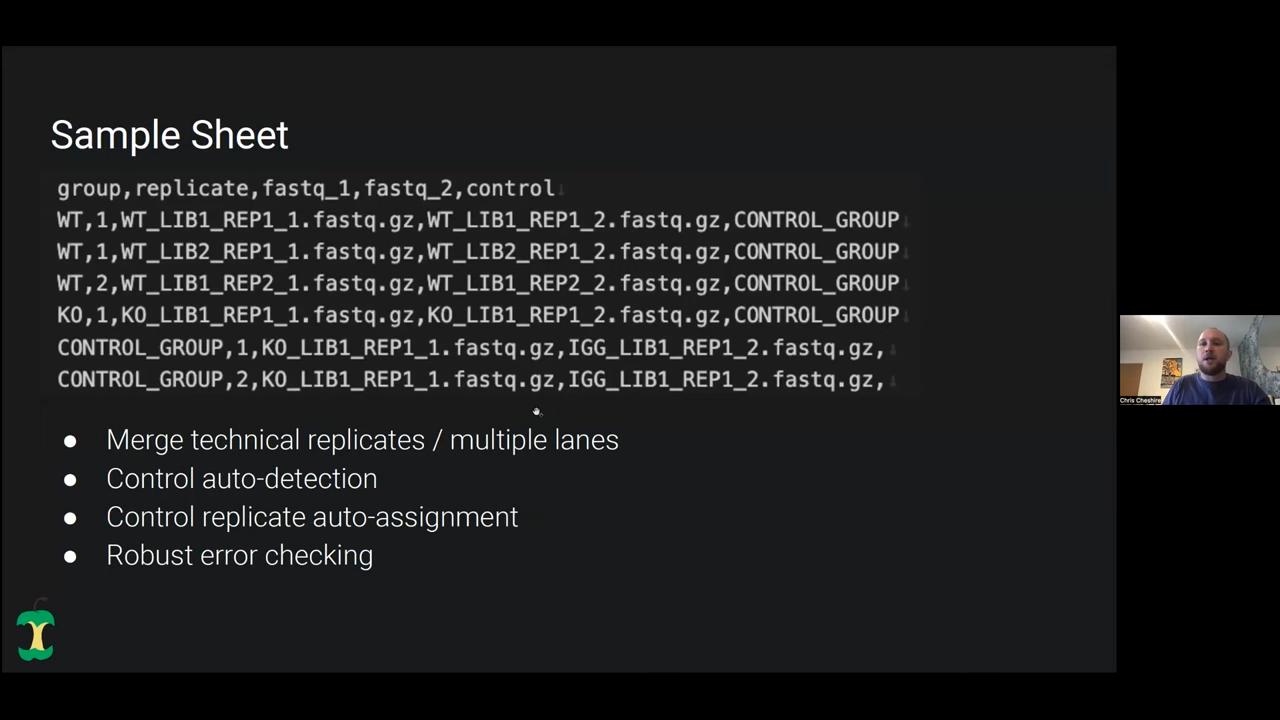 Sample Sheet
group,replicate,fastq_1,fastq_2,control
WT,1,WT_LIB1_REP1_1.fastq.gz,WT_LIB1_REP1_2.fastq.gz,CONTROL_GROUP
WT,1,WT_LIB2_REP1_1.fastq.gz,WT_LIB2_REP1_2.fastq.gz,CONTROL_GROUP
WT,2,WT_LIB1_REP2_1.fastq.gz,WT_LIB1_REP2_2.fastq.gz,CONTROL_GROUP
KO,1,KO_LIB1_REP1_1.fastq.gz,KO_LIB1_REP1_2.fastq.gz,CONTROL_GROUP
CONTROL_GROUP,1,KO_LIB1_REP1_1.fastq.gz,IGG_LIB1_REP1_2.fastq.gz,
CONTROL_GROUP,2,KO_LIB1_REP1_1.fastq.gz,IGG_LIB1_REP1_2.fastq.gz,
● Merge technical replicates / multiple lanes
● Control auto-detection
● Control replicate auto-assignment
● Robust error checking
Chris Cheshire